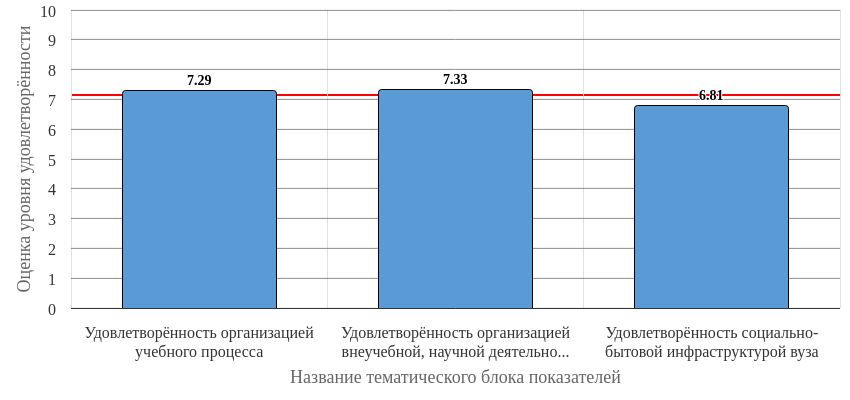 Оценка уровня удовлетворённости
10
9
8
7
6
5
4
3
2
1
0
7.29
7.33
6.81
Удовлетворённость организацией
учебного процесса
Удовлетворённость организацией
внеучебной, научной деятельно...
Удовлетворённость социально-
бытовой инфраструктурой вуза
Название тематического блока показателей